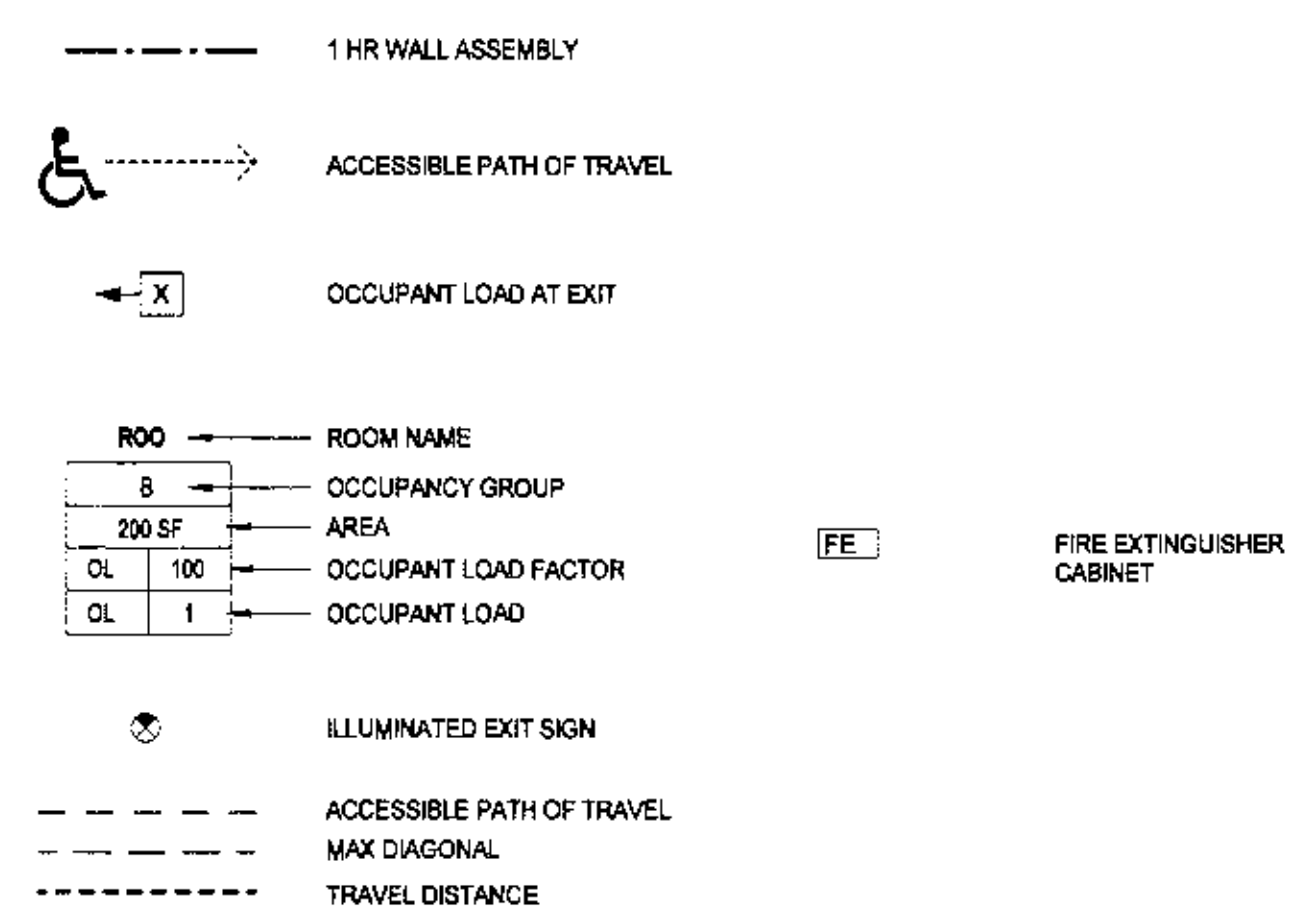 1 HR WALL ASSEMBLY
ACCESSIBLE PATH OF TRAVEL
X OCCUPANT LOAD AT EXIT
ROO ROOM NAME
B OCCUPANCY GROUP
200 SF AREA
OL 100 OCCUPANT LOAD FACTOR
OL 1 OCCUPANT LOAD
FE FIRE EXTINGUISHER
CABINET
ILLUMINATED EXIT SIGN
ACCESSIBLE PATH OF TRAVEL
MAX DIAGONAL
TRAVEL DISTANCE